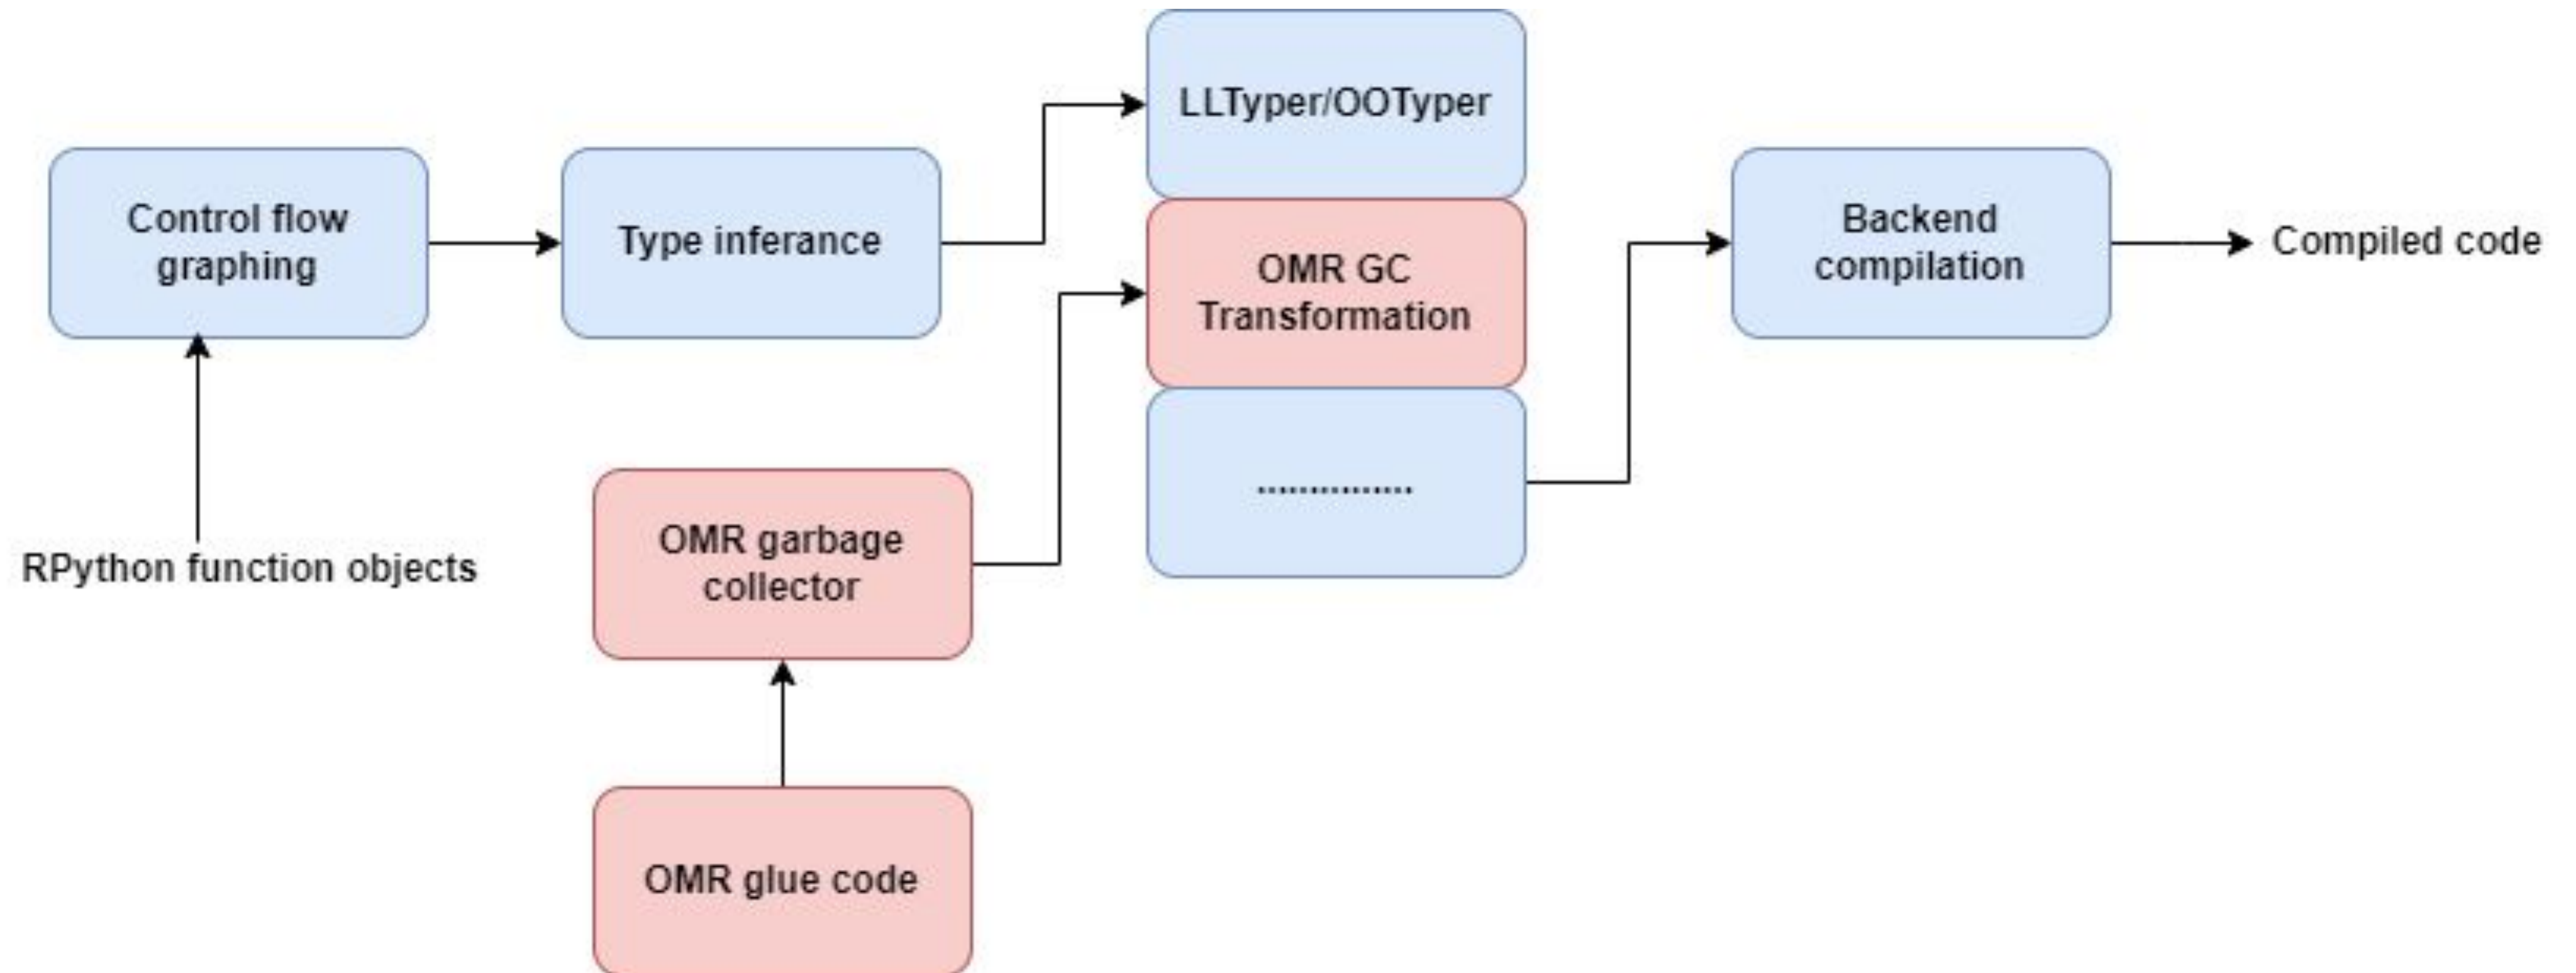 LLTyper/OOTyper
Control flow
graphing
Type inferance
OMR GC
Transformation
Backend
compilation
Compiled code
...............
OMR garbage
collector
RPython function objects
OMR glue code